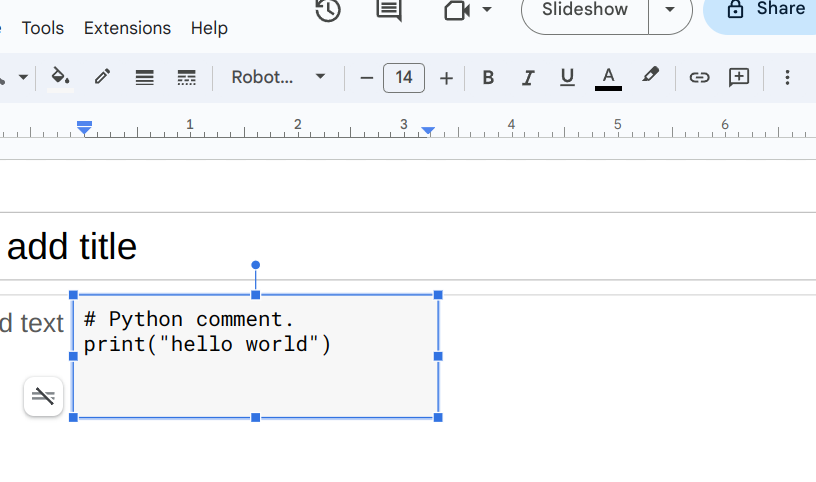 Tools Extensions Help
Slideshow
Share
Robot... 14 B I U A
1 2 3 4 5 6
add title
d text
# Python comment.
print("hello world")